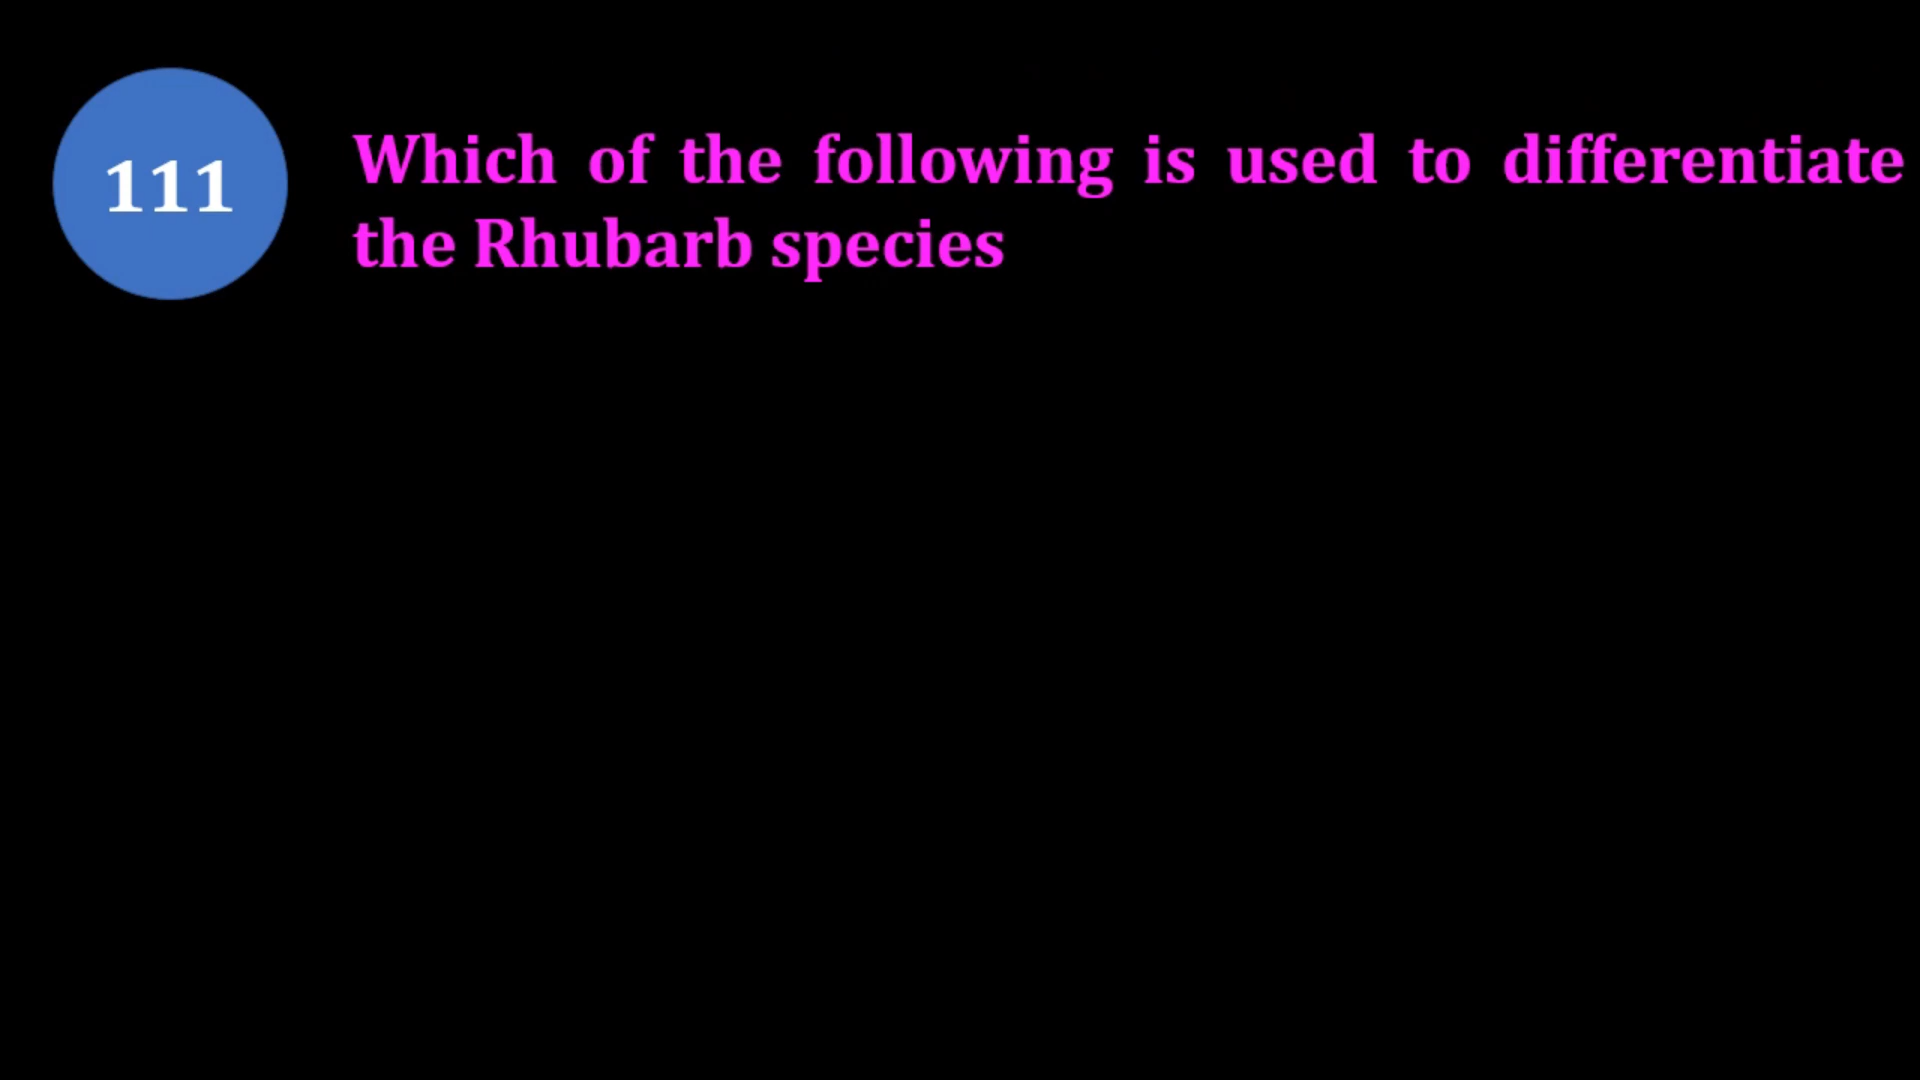 111
Which of the following is used to differentiate
the Rhubarb species